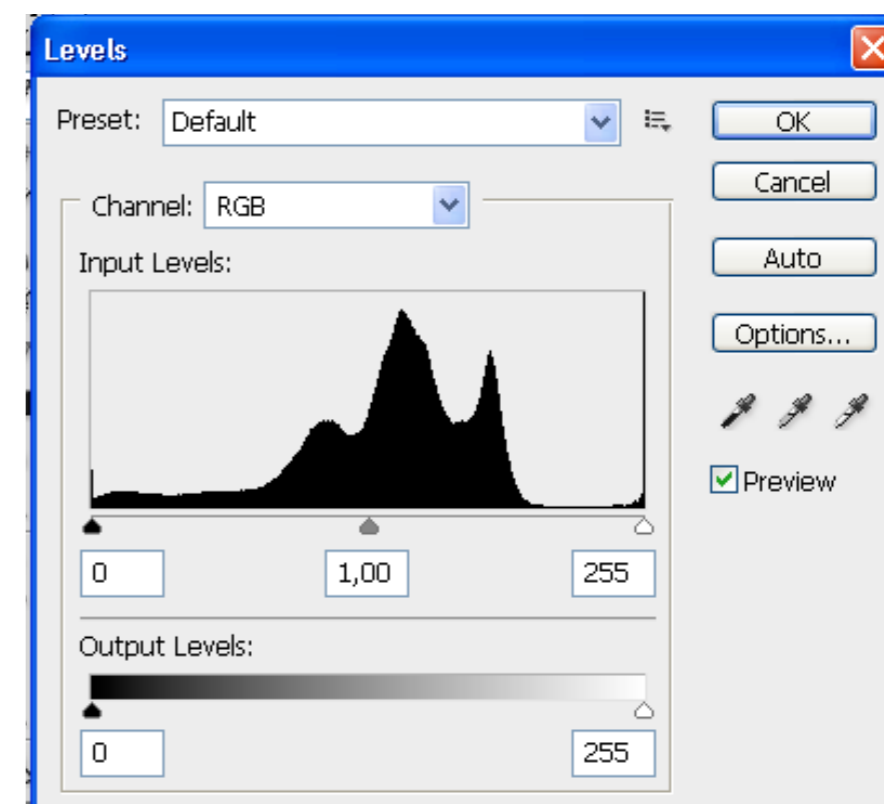 Levels
Preset: Default
OK
Cancel
Channel: RGB
Auto
Input Levels:
Options...
Preview
0 1,00 255
Output Levels:
0 255